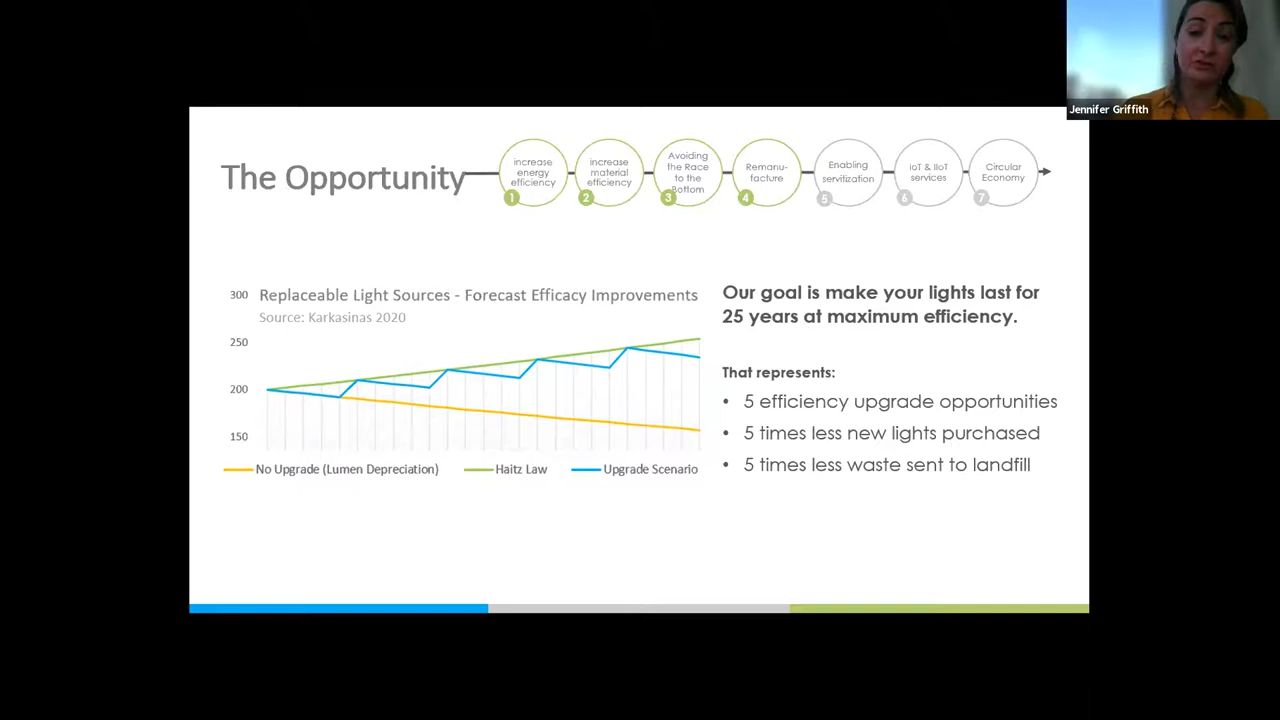 Jennifer Griffith
The Opportunity
increase
energy
efficiency
1
increase
material
efficiency
2
Avoiding
the Race
to the
Bottom
3
Remanu-
facture
4
Enabling
servitization
5
IoT & IIoT
services
6
Circular
Economy
7
Replaceable Light Sources - Forecast Efficacy Improvements
Source: Karkasinas 2020
300
250
200
150
No Upgrade (Lumen Depreciation)
Haitz Law
Upgrade Scenario
Our goal is make your lights last for
25 years at maximum efficiency.
That represents:
• 5 efficiency upgrade opportunities
• 5 times less new lights purchased
• 5 times less waste sent to landfill